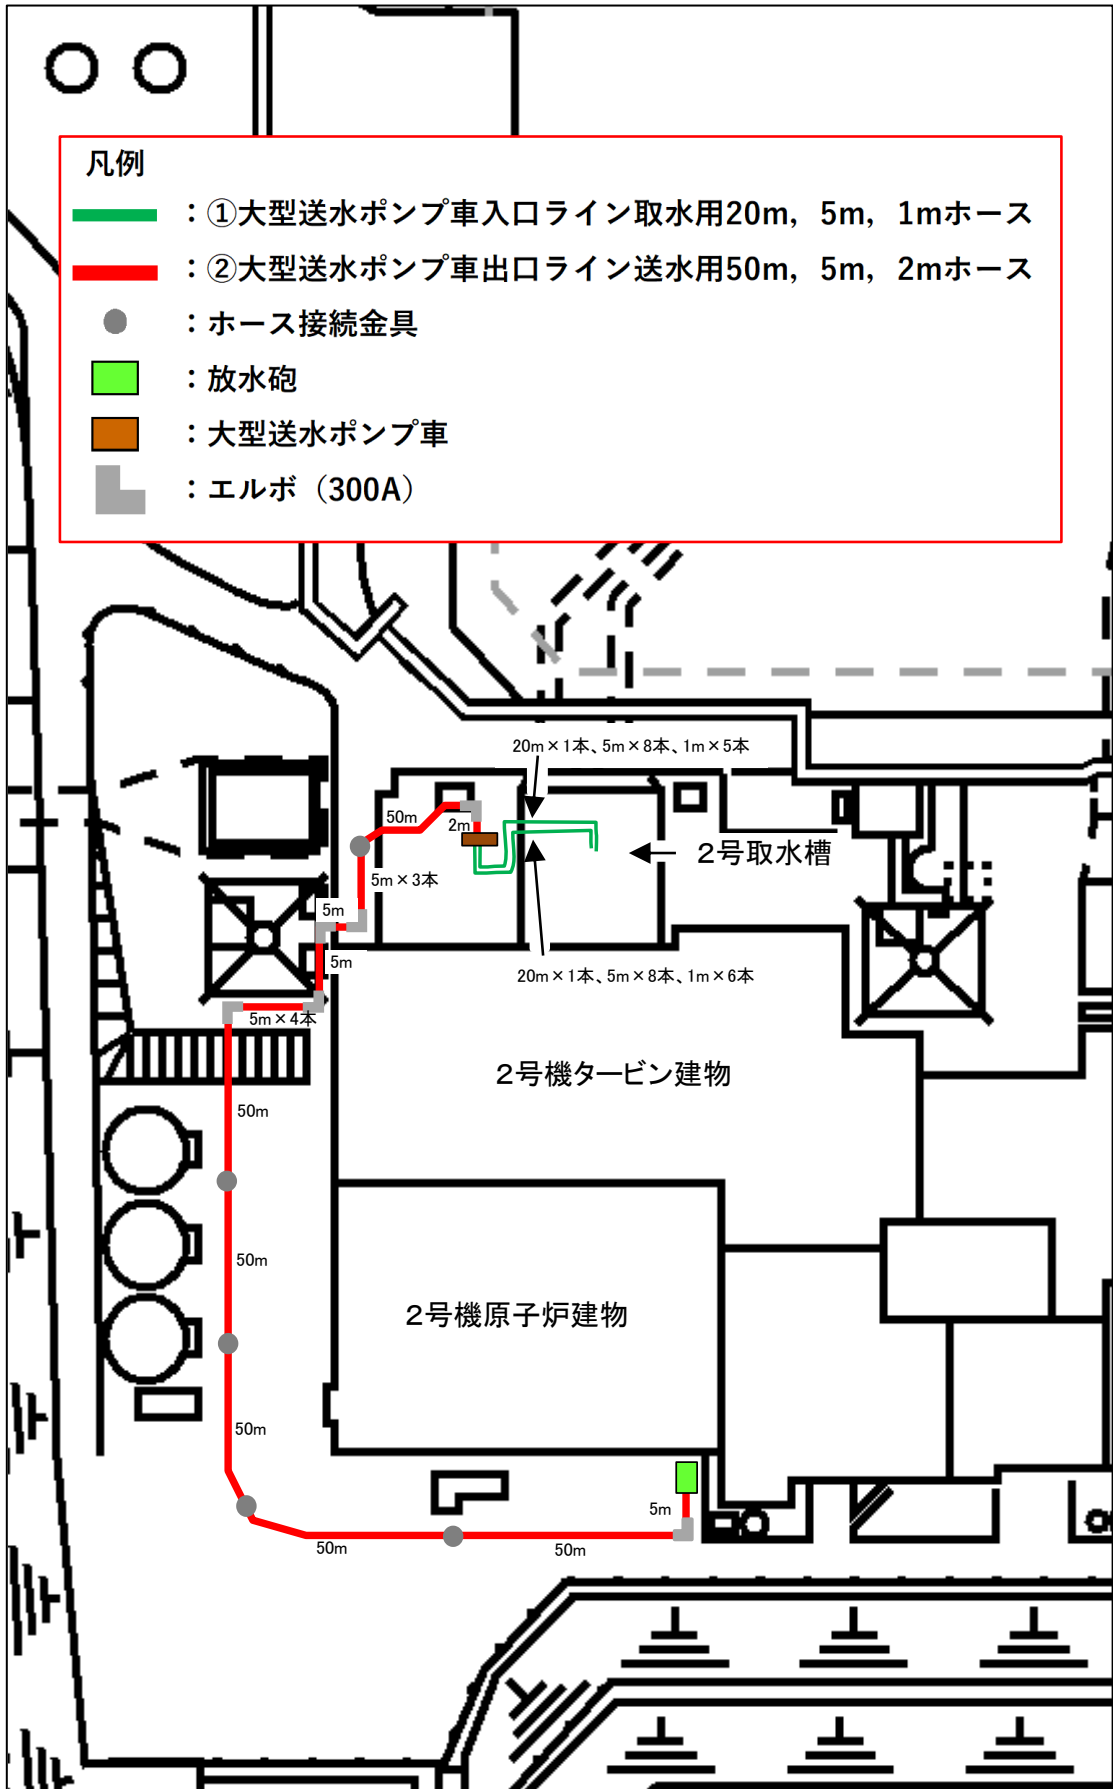 凡例
：①大型送水ポンプ車入口ライン取水用20m，5m，1mホース
：②大型送水ポンプ車出口ライン送水用50m，5m，2mホース
：ホース接続金具
：放水砲
：大型送水ポンプ車
：エルボ（300A）
20m×1本、5m×8本、1m×5本
50m
2m
2号取水槽
5m×3本
5m
5m
20m×1本、5m×8本、1m×6本
5m×4本
2号機タービン建物
50m
50m
2号機原子炉建物
50m
5m
50m
50m